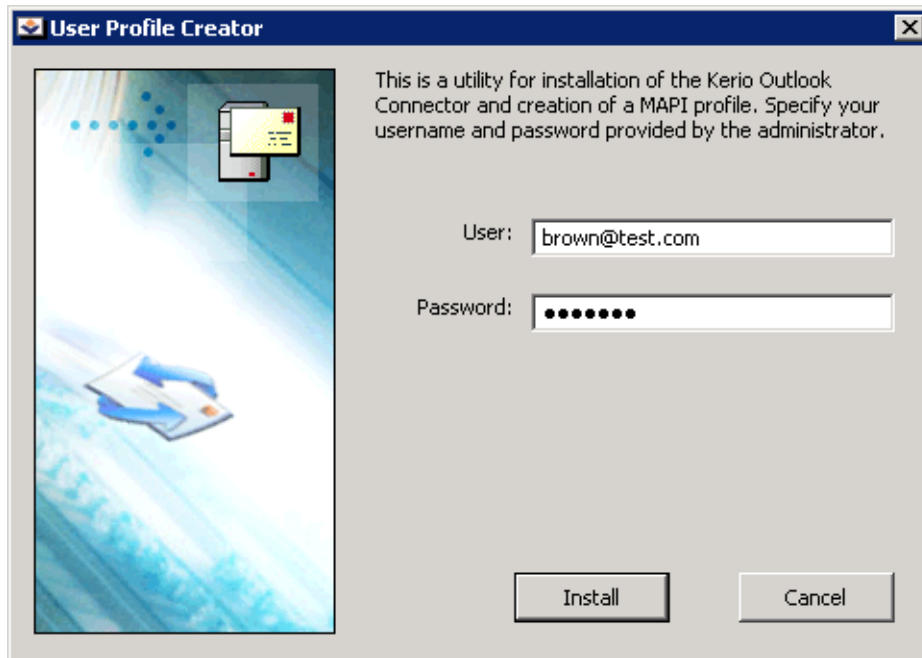 User Profile Creator
This is a utility for installation of the Kerio Outlook
Connector and creation of a MAPI profile. Specify your
username and password provided by the administrator.
User: brown@test.com
Password: •••••••
Install Cancel